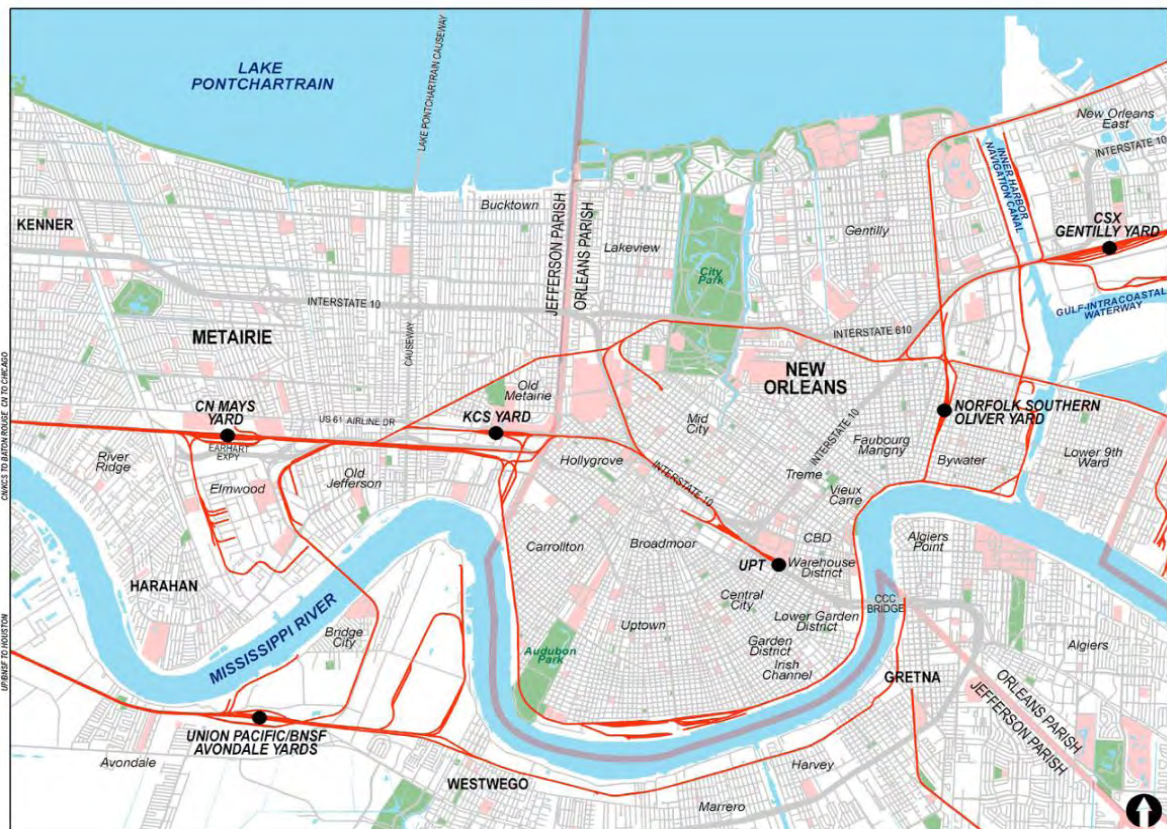 LAKE
PONTCHARTRAIN
LAKE PONTCHARTRAIN CAUSEWAY
New Orleans
East
INTERSTATE 10
INNER HARBOR
NAVIGATION CANAL
KENNER
Bucktown
JEFFERSON PARISH
ORLEANS PARISH
Lakeview
Gentilly
CSX
GENTILLY YARD
City
Park
INTERSTATE 10
GULF-INTRACOASTAL
WATERWAY
METAIRIE
CAUSEWAY
INTERSTATE 610
NEW
ORLEANS
Old
Metairie
CN MAYS
YARD
US 61 AIRLINE DR
KCS YARD
Mid
City
INTERSTATE 10
NORFOLK SOUTHERN
OLIVER YARD
EARHART
EXPY
River
Ridge
Elmwood
Old
Jefferson
Hollygrove
INTERSTATE 10
Faubourg
Marigny
Bywater
Lower 9th
Ward
Treme
Vieux
Carre
CN/KCS TO BATON ROUGE CN TO CHICAGO
Carrollton
Broadmoor
CBD
Algiers
Point
UPT
Warehouse
District
HARAHAN
Central
City
CCC
BRIDGE
Lower Garden
District
MISSISSIPPI RIVER
Bridge
City
Uptown
Garden
District
Algiers
Audubon
Park
Irish
Channel
GRETNA
UP/BNSF TO HOUSTON
ORLEANS PARISH
JEFFERSON PARISH
UNION PACIFIC/BNSF
AVONDALE YARDS
Avondale
WESTWEGO
Harvey
Marrero